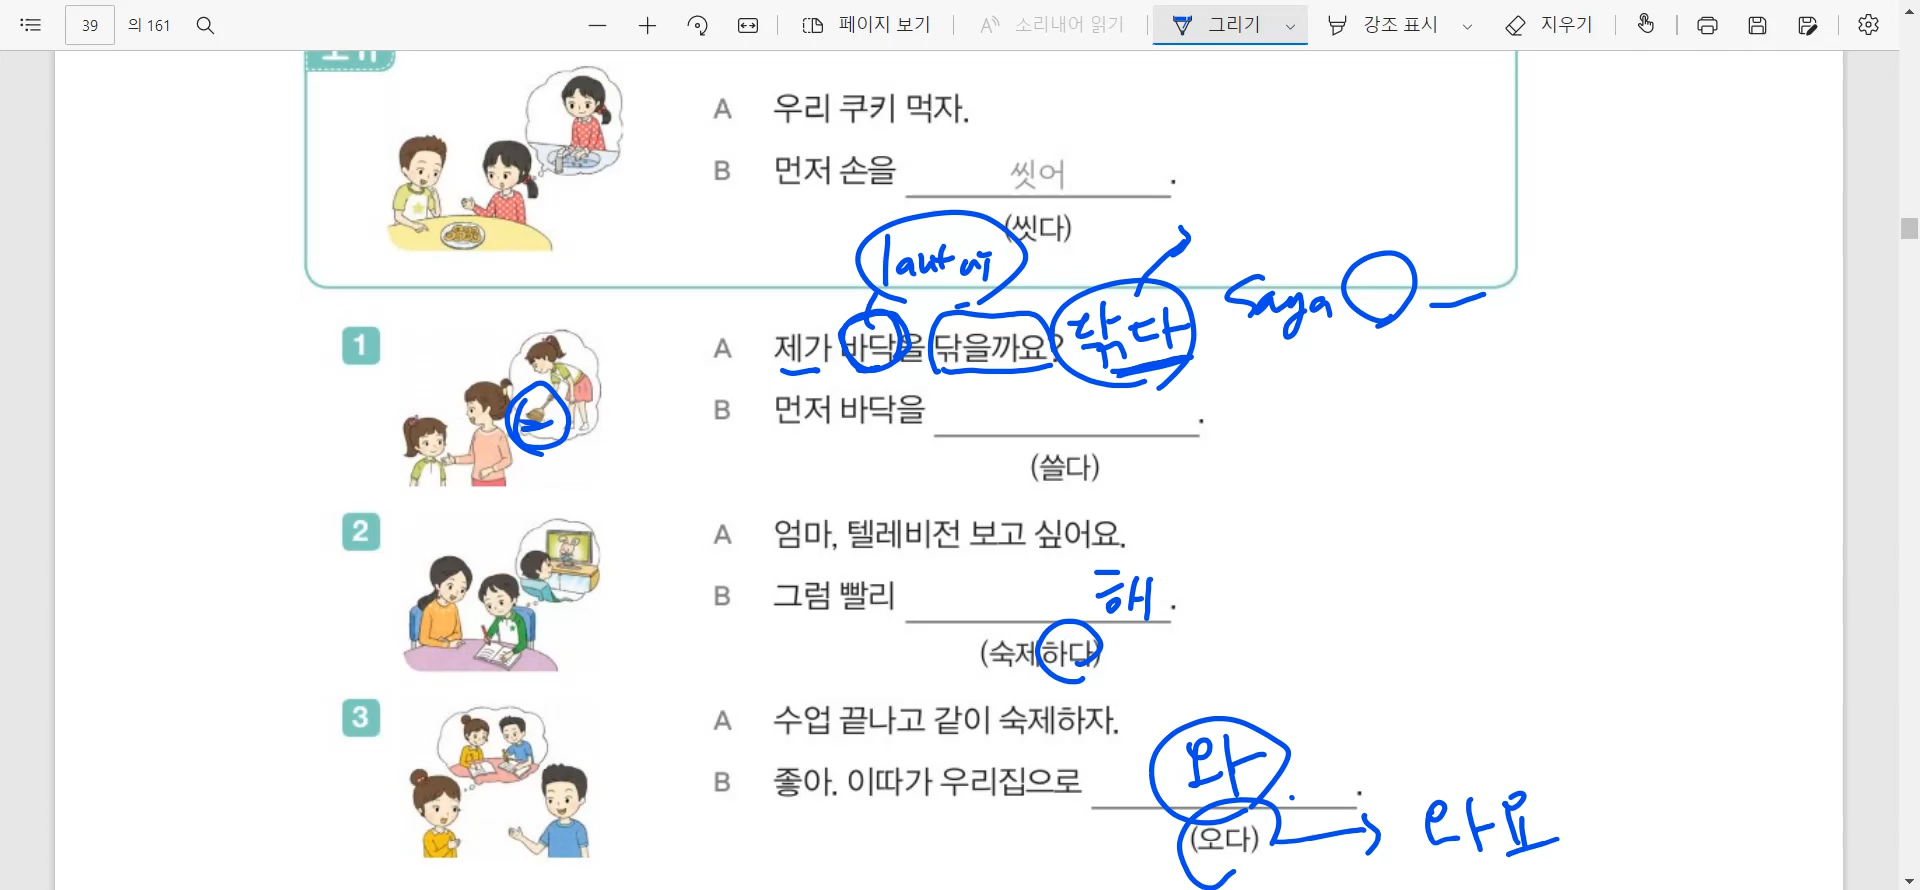 39 의 161 페이지 보기 소리내어 읽기 그리기 강조 표시 지우기
A 우리 쿠키 먹자.
B 먼저 손을 씻어.
(씻다)
laut
닦다
saya
1
A 제가 바닥을 닦을까요?
B 먼저 바닥을 .
(쓸다)
2
A 엄마, 텔레비전 보고 싶어요.
B 그럼 빨리 해.
(숙제하다)
3
A 수업 끝나고 같이 숙제하자.
B 좋아. 이따가 우리집으로 와.
(오다)
와요